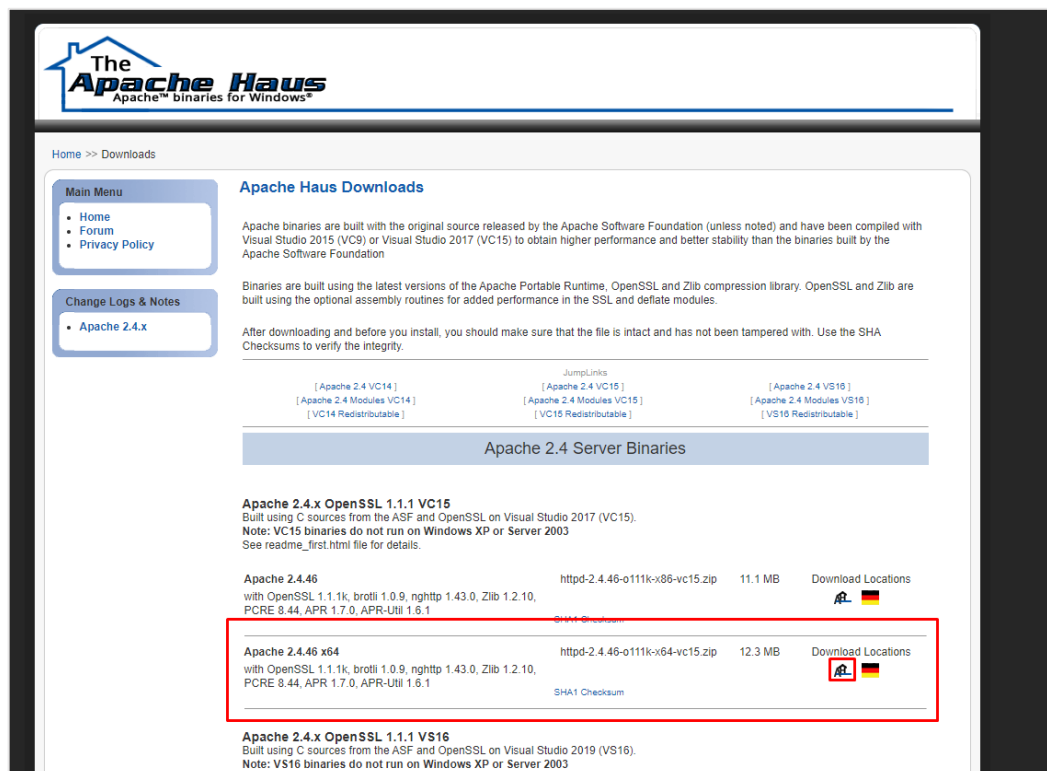 The
Apache Haus
Apache™ binaries for Windows®
Home >> Downloads
Main Menu
Home
Forum
Privacy Policy
Change Logs & Notes
Apache 2.4.x
Apache Haus Downloads
Apache binaries are built with the original source released by the Apache Software Foundation (unless noted) and have been compiled with
Visual Studio 2015 (VC9) or Visual Studio 2017 (VC15) to obtain higher performance and better stability than the binaries built by the
Apache Software Foundation
Binaries are built using the latest versions of the Apache Portable Runtime, OpenSSL and Zlib compression library. OpenSSL and Zlib are
built using the optional assembly routines for added performance in the SSL and deflate modules.
After downloading and before you install, you should make sure that the file is intact and has not been tampered with. Use the SHA
Checksums to verify the integrity.
JumpLinks
[ Apache 2.4 VC14 ] [ Apache 2.4 VC15 ] [ Apache 2.4 VS16 ]
[ Apache 2.4 Modules VC14 ] [ Apache 2.4 Modules VC15 ] [ Apache 2.4 Modules VS16 ]
[ VC14 Redistributable ] [ VC15 Redistributable ] [ VS16 Redistributable ]
Apache 2.4 Server Binaries
Apache 2.4.x OpenSSL 1.1.1 VC15
Built using C sources from the ASF and OpenSSL on Visual Studio 2017 (VC15).
Note: VC15 binaries do not run on Windows XP or Server 2003
See readme_first.html file for details.
Apache 2.4.46 httpd-2.4.46-o111k-x86-vc15.zip 11.1 MB Download Locations
with OpenSSL 1.1.1k, brotli 1.0.9, nghttp 1.43.0, Zlib 1.2.10,
PCRE 8.44, APR 1.7.0, APR-Util 1.6.1
SHA1 Checksum
Apache 2.4.46 x64 httpd-2.4.46-o111k-x64-vc15.zip 12.3 MB Download Locations
with OpenSSL 1.1.1k, brotli 1.0.9, nghttp 1.43.0, Zlib 1.2.10,
PCRE 8.44, APR 1.7.0, APR-Util 1.6.1
SHA1 Checksum
Apache 2.4.x OpenSSL 1.1.1 VS16
Built using C sources from the ASF and OpenSSL on Visual Studio 2019 (VS16).
Note: VS16 binaries do not run on Windows XP or Server 2003